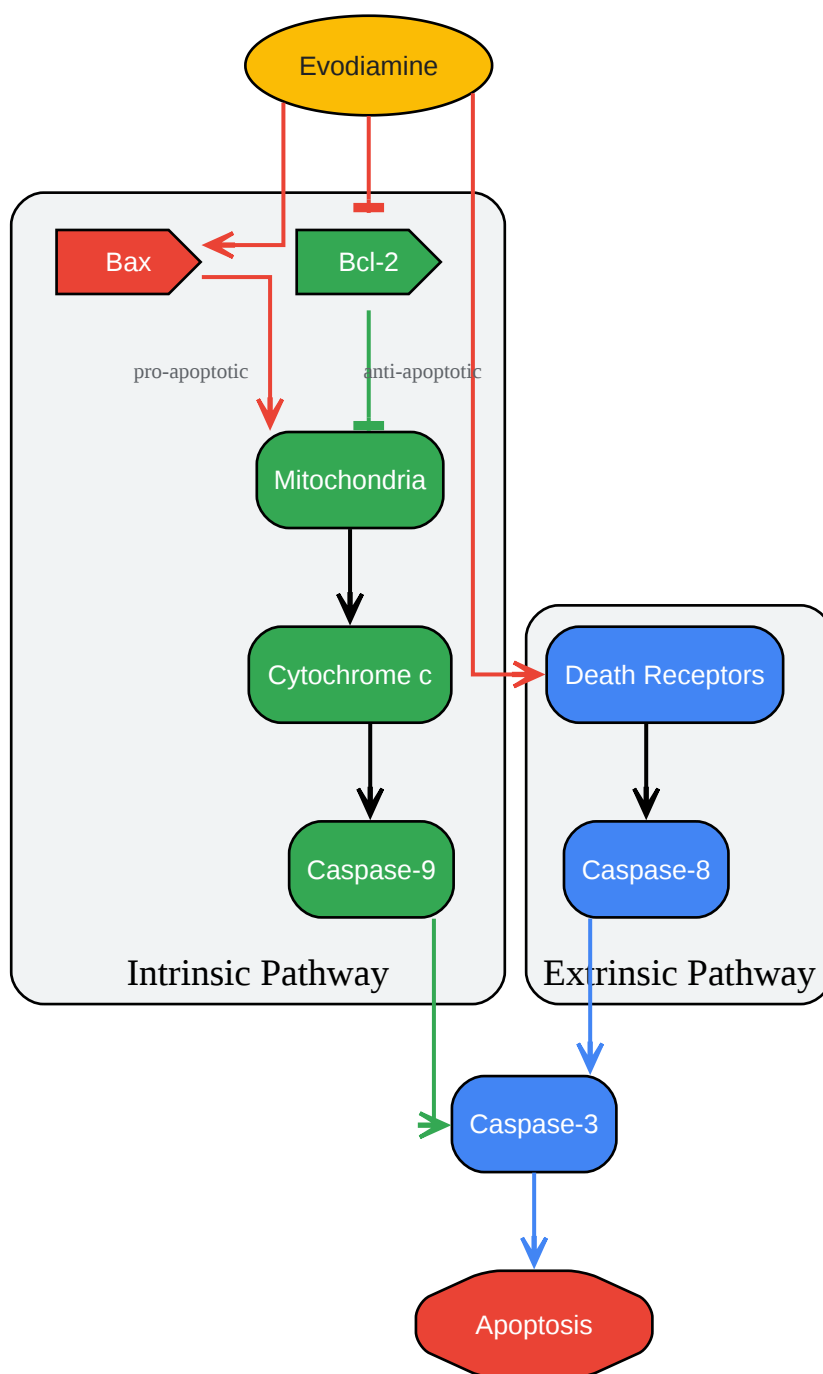 Evodiamine
Bax
Bcl-2
pro-apoptotic
anti-apoptotic
Mitochondria
Cytochrome c
Death Receptors
Caspase-9
Caspase-8
Intrinsic Pathway
Extrinsic Pathway
Caspase-3
Apoptosis